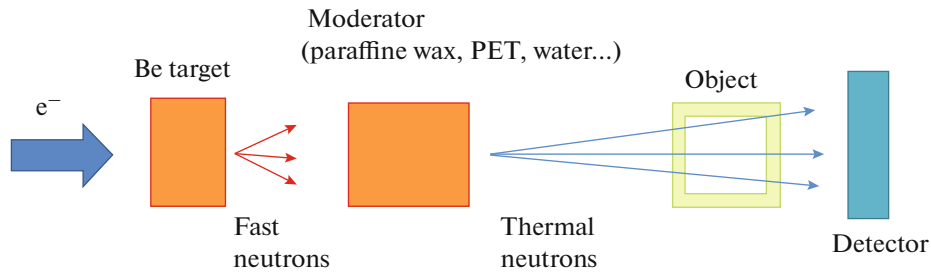 Moderator
(paraffine wax, PET, water...)
Be target
Object
e⁻
Fast
neutrons
Thermal
neutrons
Detector